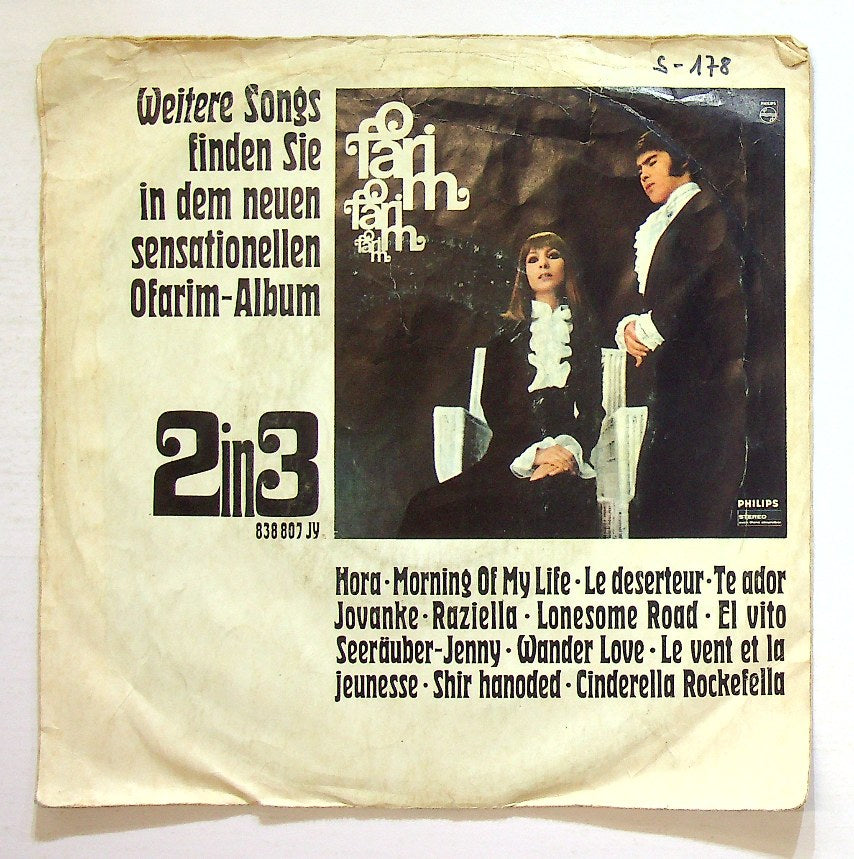 S-178
Weitere Songs
finden Sie
in dem neuen
sensationellen
Ofarim-Album
2in3
838 807 JY
PHILIPS
Ofarim
Ofarim
Ofarim
PHILIPS
STEREO
Hora · Morning Of My Life · Le deserteur · Te ador
Jovanke · Raziella · Lonesome Road · El vito
Seeräuber-Jenny · Wander Love · Le vent et la
jeunesse · Shir hanoded · Cinderella Rockefella